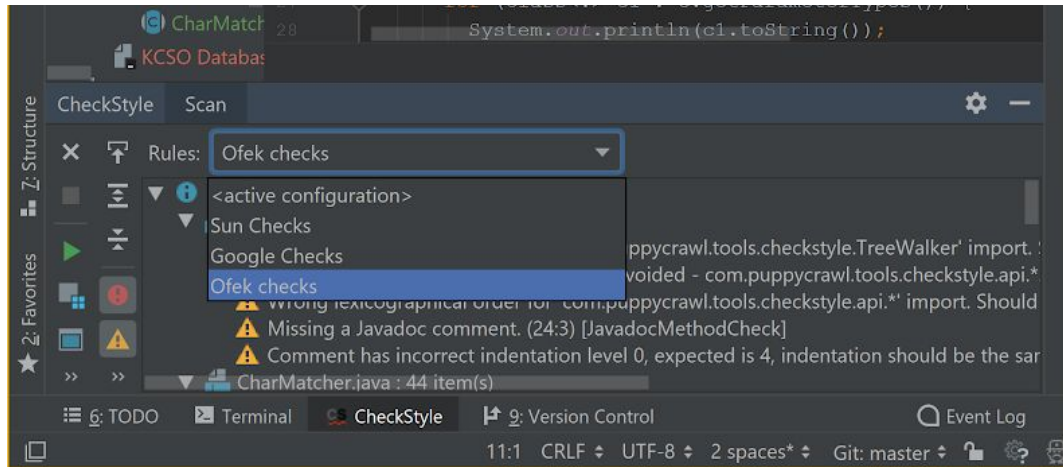 CharMatch
28 System.out.println(c1.toString());
KCSO Databas
CheckStyle Scan
Z: Structure
Rules: Ofek checks
<active configuration>
Sun Checks
Google Checks
Ofek checks
ppycrawl.tools.checkstyle.TreeWalker' import.
voided - com.puppycrawl.tools.checkstyle.api.*
Wrong lexicographical order for 'com.puppycrawl.tools.checkstyle.api.*' import. Should
Missing a Javadoc comment. (24:3) [JavadocMethodCheck]
Comment has incorrect indentation level 0, expected is 4, indentation should be the sar
2: Favorites
CharMatcher.java : 44 item(s)
6: TODO Terminal CheckStyle 9: Version Control Event Log
11:1 CRLF UTF-8 2 spaces* Git: master